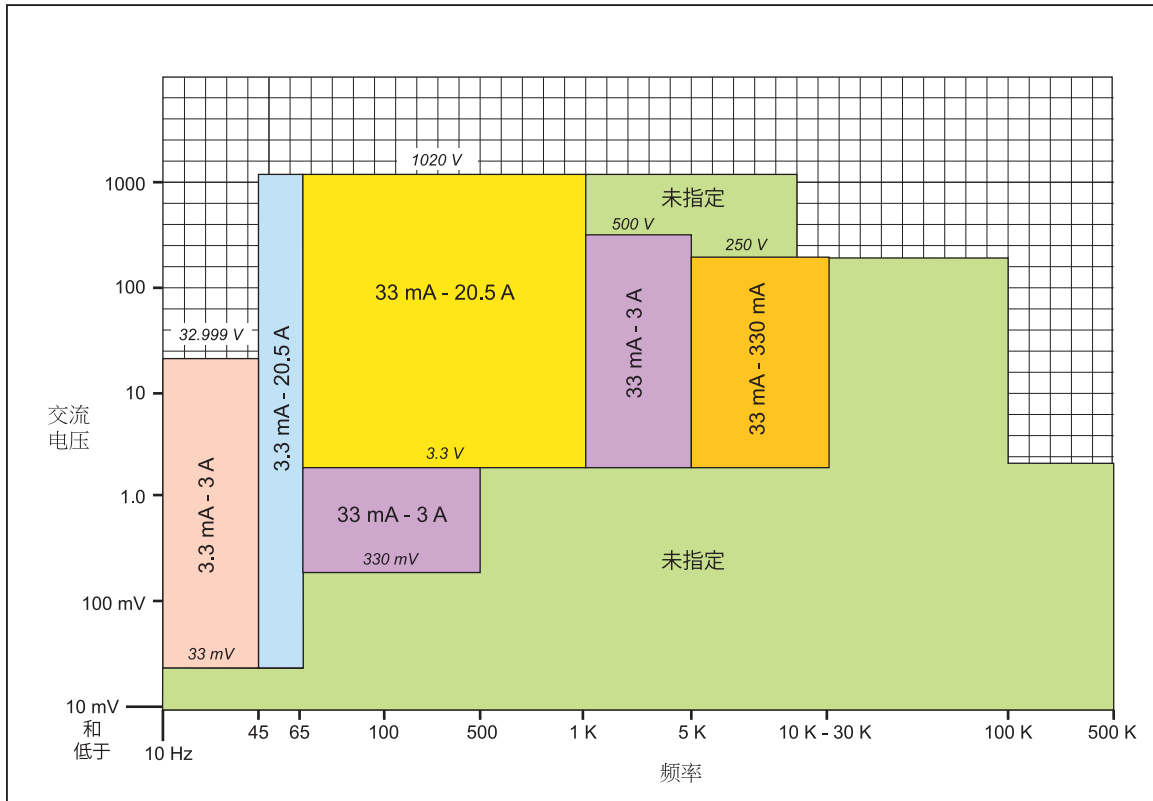 1020 V
1000
未指定
500 V
250 V
33 mA - 20.5 A
100
32.999 V
33 mA - 3 A
33 mA - 330 mA
3.3 mA - 20.5 A
10
交流
电压
3.3 V
1.0
3.3 mA - 3 A
33 mA - 3 A
330 mV
未指定
100 mV
33 mV
10 mV
和
低于
10 Hz
45
65
100
500
1 K
5 K
10 K - 30 K
100 K
500 K
频率